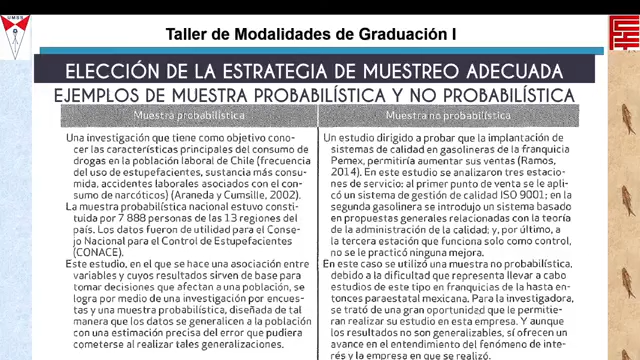 UMSS
Taller de Modalidades de Graduación I
ELECCIÓN DE LA ESTRATEGIA DE MUESTREO ADECUADA
EJEMPLOS DE MUESTRA PROBABILÍSTICA Y NO PROBABILÍSTICA
Muestra probabilística
Una investigación que tiene como objetivo cono-
cer las características principales del consumo de
drogas en la población laboral de Chile (frecuencia
del uso de estupefacientes, sustancia más consu-
mida, accidentes laborales asociados con el con-
sumo de narcóticos) (Araneda y Cumsille, 2002).
La muestra probabilística nacional estuvo consti-
tuida por 7 888 personas de las 13 regiones del
país. Los datos fueron de utilidad para el Conse-
jo Nacional para el Control de Estupefacientes
(CONACE).
Este estudio, en el que se hace una asociación entre
variables y cuyos resultados sirven de base para
tomar decisiones que afectan a una población, se
logra por medio de una investigación por encues-
tas y una muestra probabilística, diseñada de tal
manera que los datos se generalicen a la población
con una estimación precisa del error que pudiera
cometerse al realizar tales generalizaciones.
Muestra no probabilística
Un estudio dirigido a probar que la implantación de
sistemas de calidad en gasolineras de la franquicia
Pemex, permitiría aumentar sus ventas (Ramos,
2014). En este estudio se analizaron tres estacio-
nes de servicio: al primer punto de venta se le apli-
có un sistema de gestión de calidad ISO 9001; en la
segunda gasolinera se introdujo un sistema basado
en propuestas generales relacionadas con la teoría
de la administración de la calidad; y, por último, a
la tercera estación que funciona solo como control,
no se le practicó ninguna mejora.
En este caso se utilizó una muestra no probabilística,
debido a la dificultad que representa llevar a cabo
estudios de este tipo en franquicias de la hasta en-
tonces paraestatal mexicana. Para la investigadora,
se trató de una gran oportunidad que le permitie-
ran realizar su estudio en esta empresa. Y aunque
los resultados no son generalizables, sí ofrecen un
avance en el entendimiento del fenómeno de inte-
rés y la empresa en que se realizó.